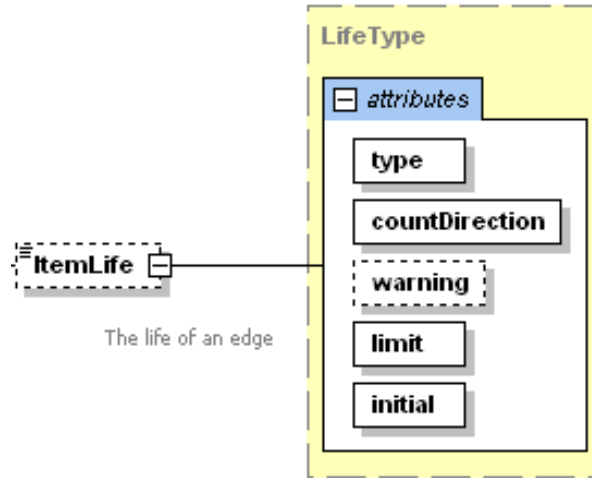 LifeType
attributes
type
countDirection
ItemLife
warning
The life of an edge
limit
initial